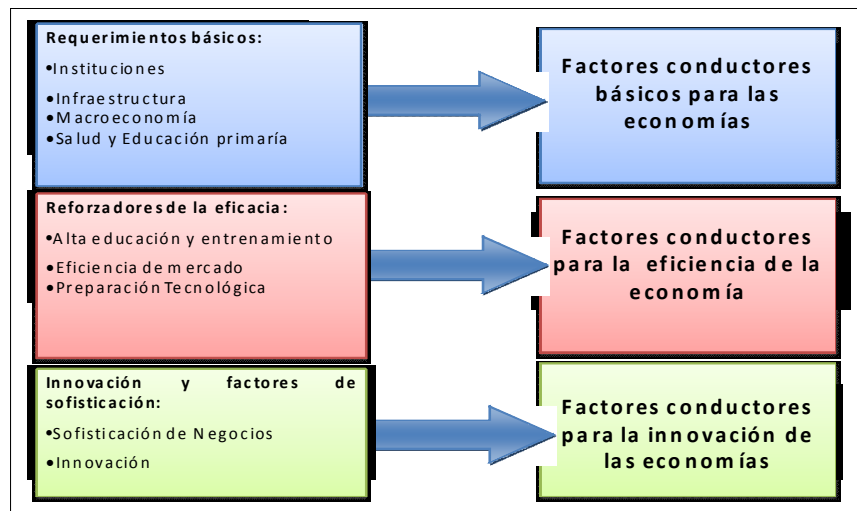 Requerimientos básicos:
•Instituciones
•Infraestructura
•Macroeconomía
•Salud y Educación primaría
Factores conductores
básicos para las
economías
Reforzadores de la eficacia:
•Alta educación y entrenamiento
•Eficiencia de mercado
•Preparación Tecnológica
Factores conductores
para la eficiencia de la
economía
Innovación y factores de
sofisticación:
•Sofisticación de Negocios
•Innovación
Factores conductores
para la innovación de
las economías